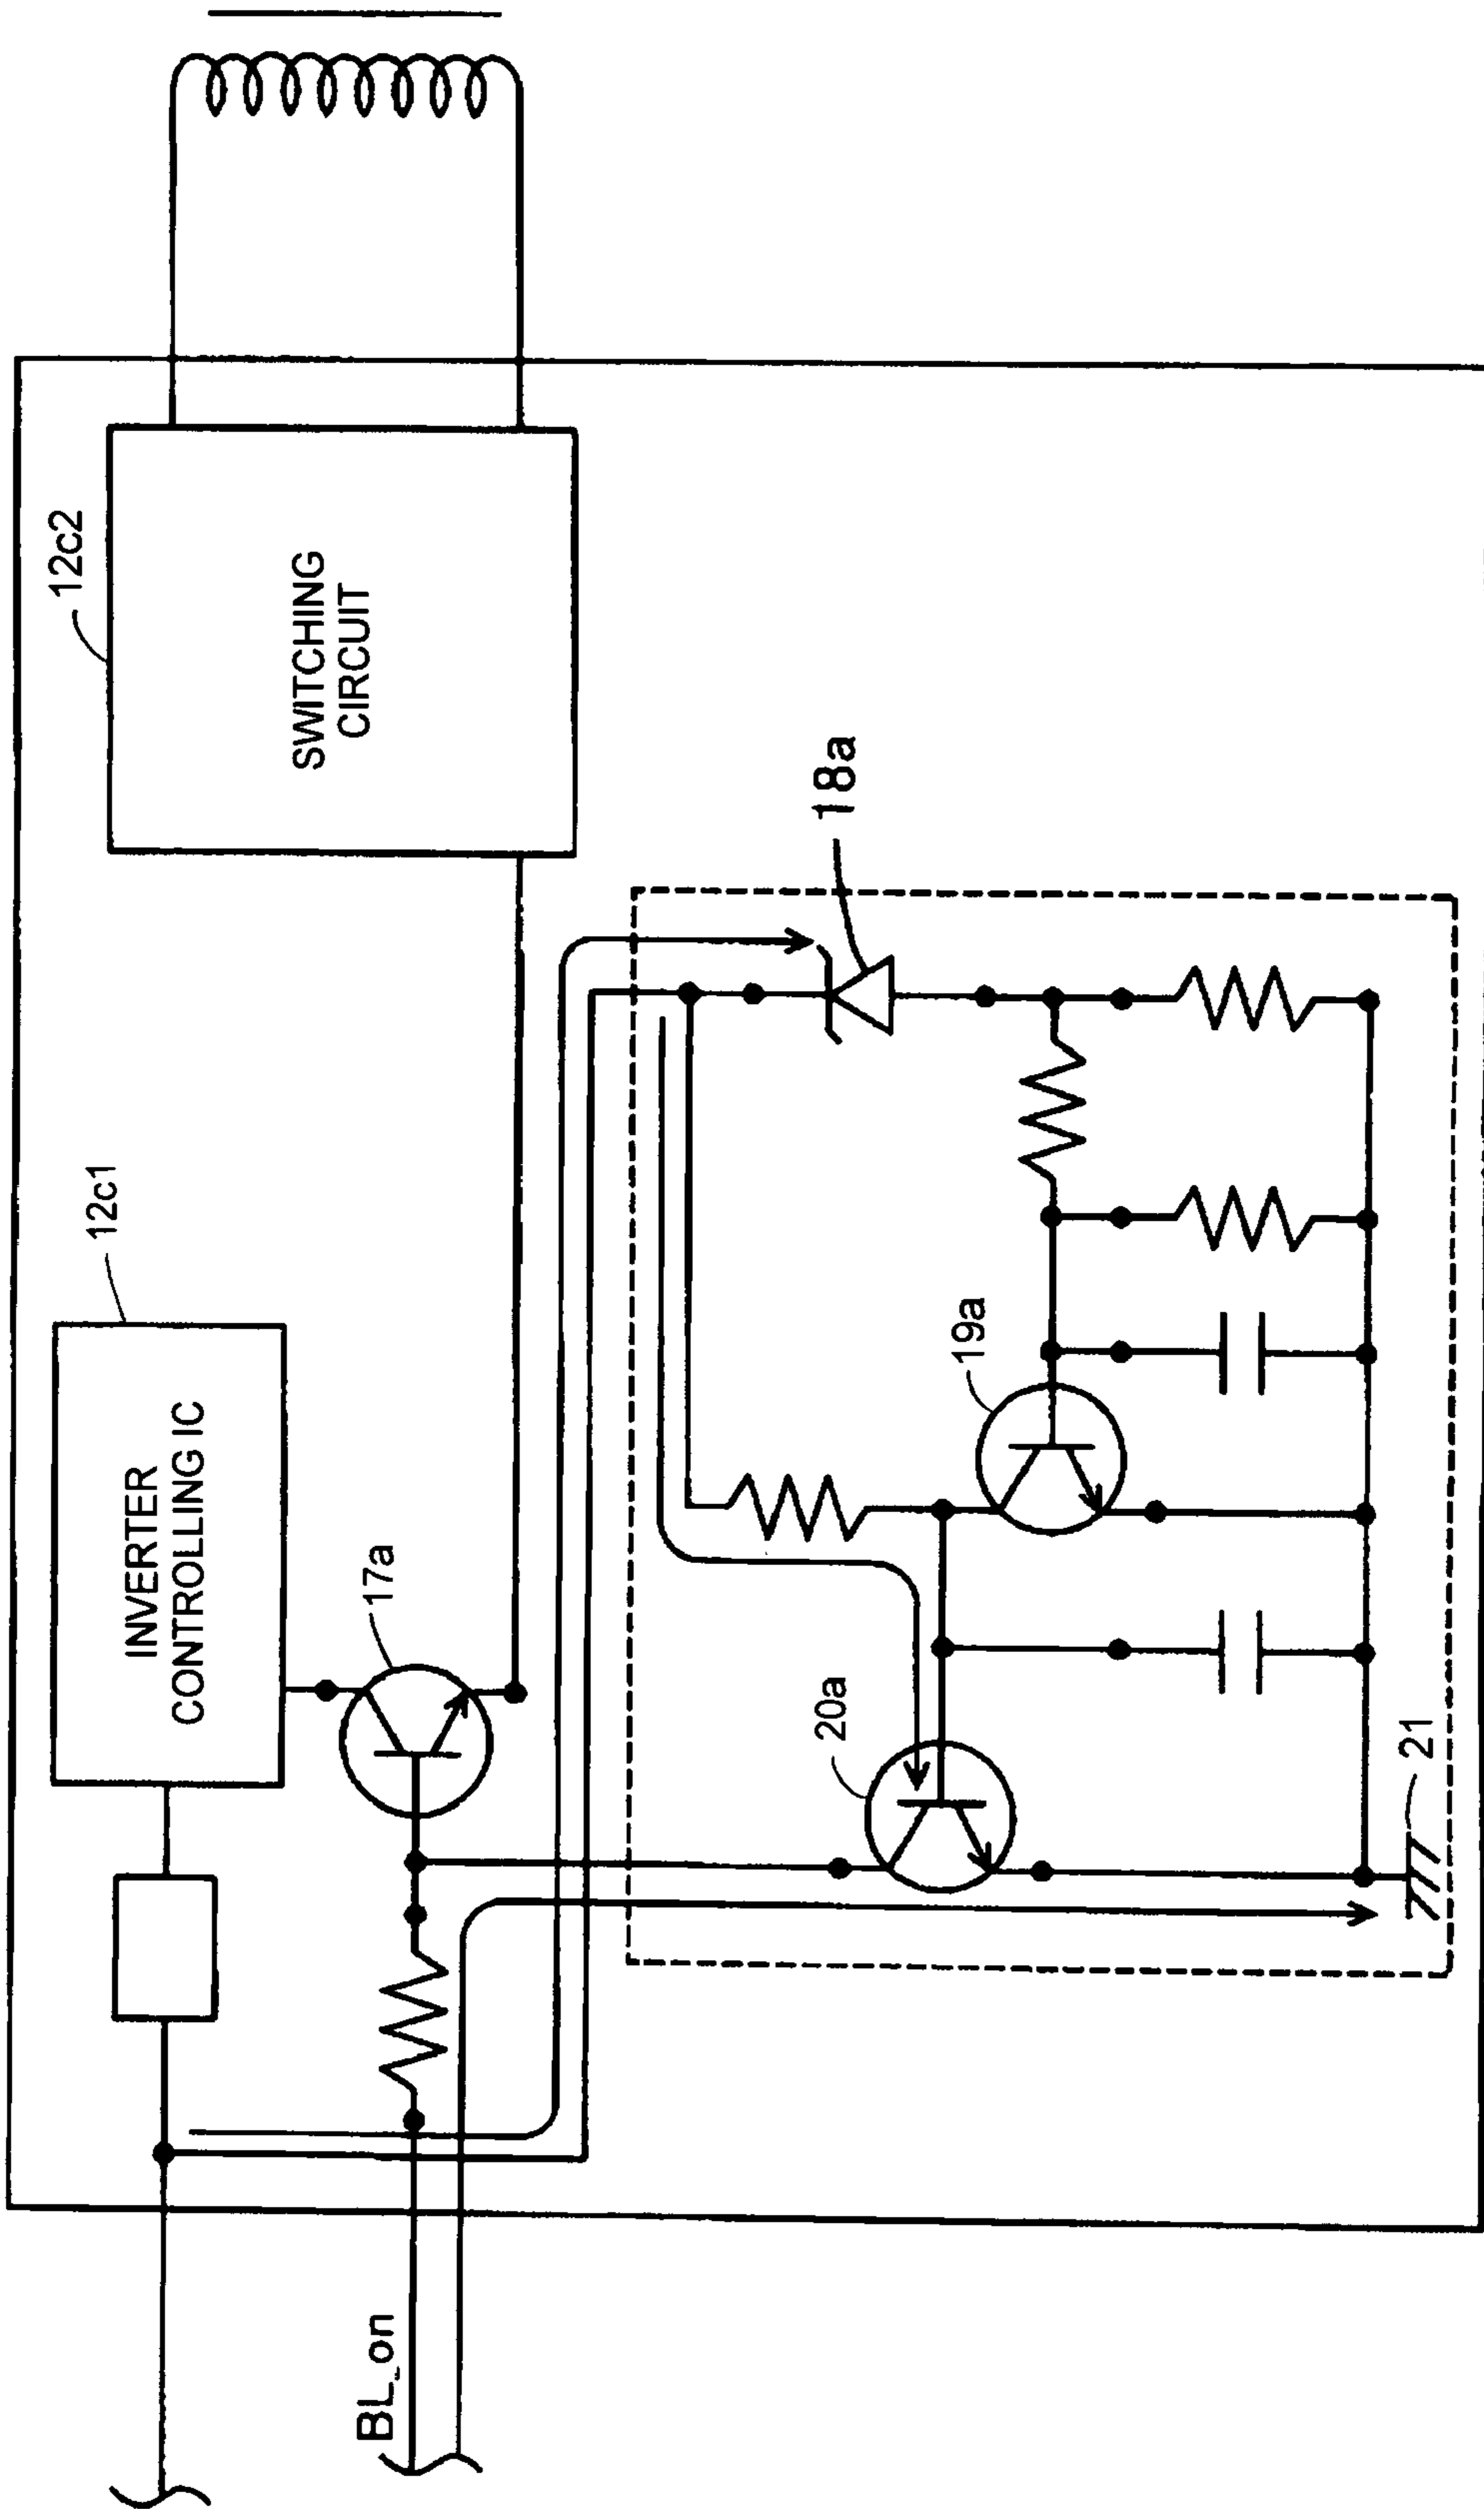 12c1
INVERTER
CONTROLLING IC
12c2
SWITCHING
CIRCUIT
BL_on
17a
18a
19a
20a
21